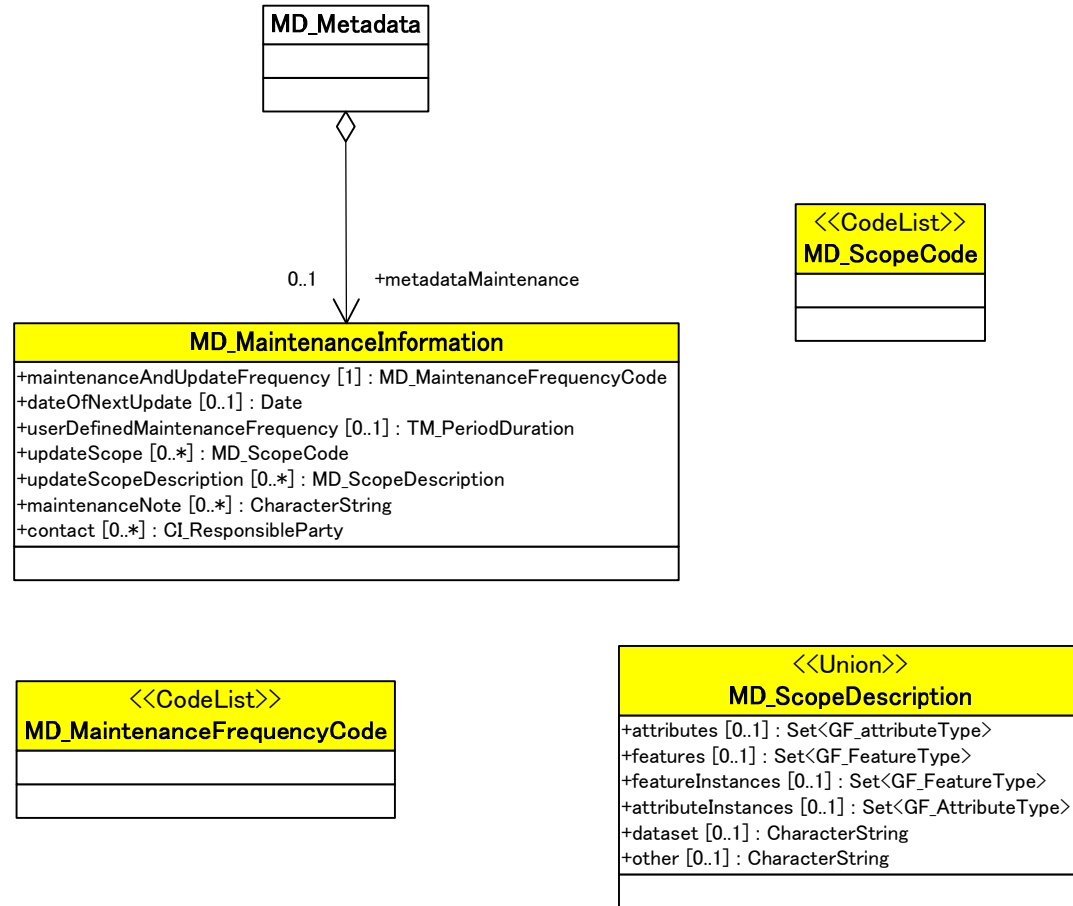 MD_Metadata
0..1
+metadataMaintenance
<<CodeList>>
MD_ScopeCode
MD_MaintenanceInformation
+maintenanceAndUpdateFrequency [1] : MD_MaintenanceFrequencyCode
+dateOfNextUpdate [0..1] : Date
+userDefinedMaintenanceFrequency [0..1] : TM_PeriodDuration
+updateScope [0..*] : MD_ScopeCode
+updateScopeDescription [0..*] : MD_ScopeDescription
+maintenanceNote [0..*] : CharacterString
+contact [0..*] : CI_ResponsibleParty
<<CodeList>>
MD_MaintenanceFrequencyCode
<<Union>>
MD_ScopeDescription
+attributes [0..1] : Set<GF_attributeType>
+features [0..1] : Set<GF_FeatureType>
+featureInstances [0..1] : Set<GF_FeatureType>
+attributeInstances [0..1] : Set<GF_AttributeType>
+dataset [0..1] : CharacterString
+other [0..1] : CharacterString